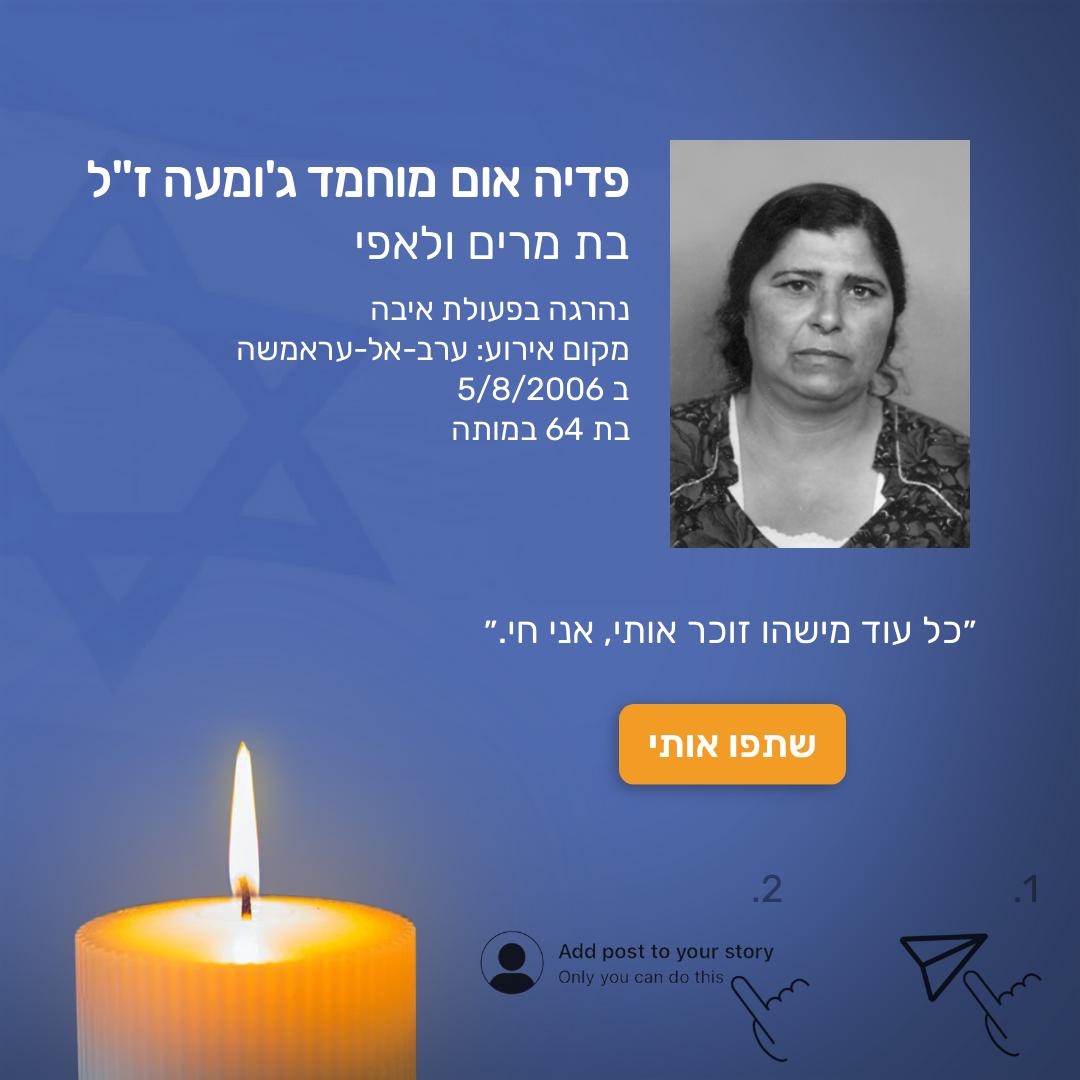 פדיה אום מוחמד ג'ומעה ז"ל
בת מרים ולאפי
נהרגה בפעולת איבה
מקום אירוע: ערב-אל-עראמשה
ב 5/8/2006
בת 64 במותה
״כל עוד מישהו זוכר אותי, אני חי.״
שתפו אותי
.1
.2
Add post to your story
Only you can do this